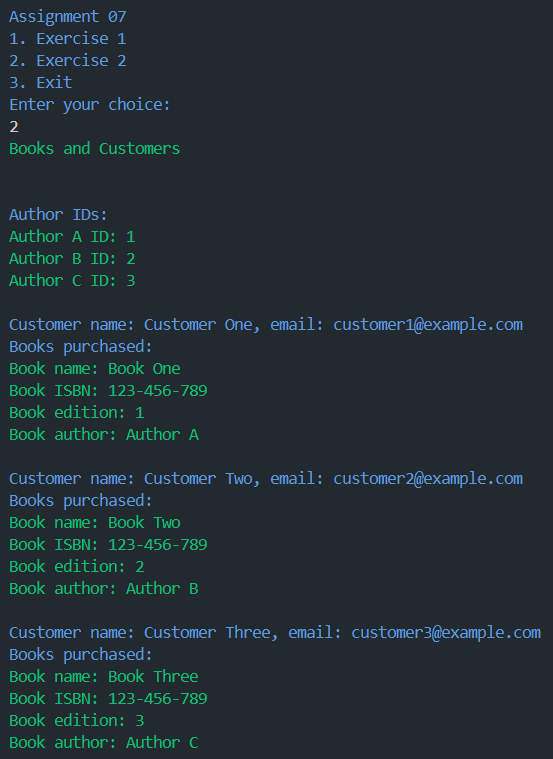 Assignment 07
1. Exercise 1
2. Exercise 2
3. Exit
Enter your choice:
2
Books and Customers
Author IDs:
Author A ID: 1
Author B ID: 2
Author C ID: 3
Customer name: Customer One, email: customer1@example.com
Books purchased:
Book name: Book One
Book ISBN: 123-456-789
Book edition: 1
Book author: Author A
Customer name: Customer Two, email: customer2@example.com
Books purchased:
Book name: Book Two
Book ISBN: 123-456-789
Book edition: 2
Book author: Author B
Customer name: Customer Three, email: customer3@example.com
Books purchased:
Book name: Book Three
Book ISBN: 123-456-789
Book edition: 3
Book author: Author C